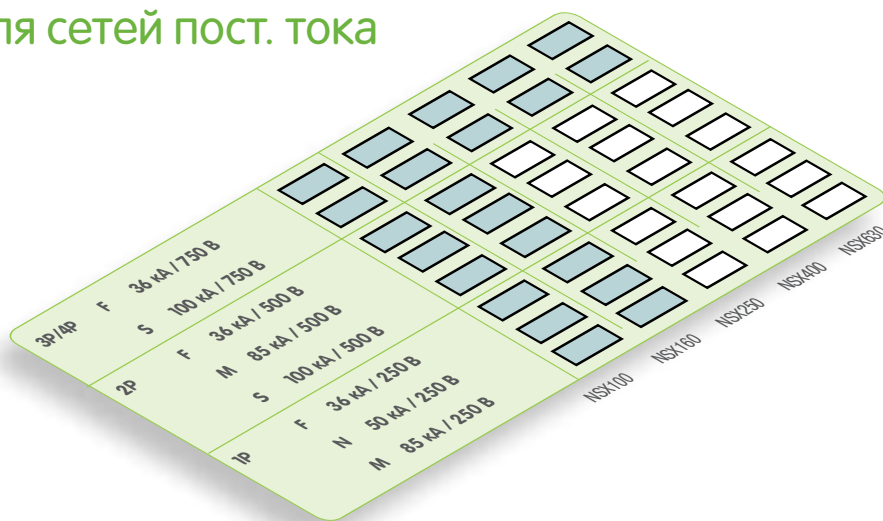 ля сетей пост. тока
3P/4P F 36 кА / 750 В
S 100 кА / 750 В
2P F 36 кА / 500 В
M 85 кА / 500 В
S 100 кА / 500 В
1P F 36 кА / 250 В
N 50 кА / 250 В
M 85 кА / 250 В
NSX100
NSX160
NSX250
NSX400
NSX630